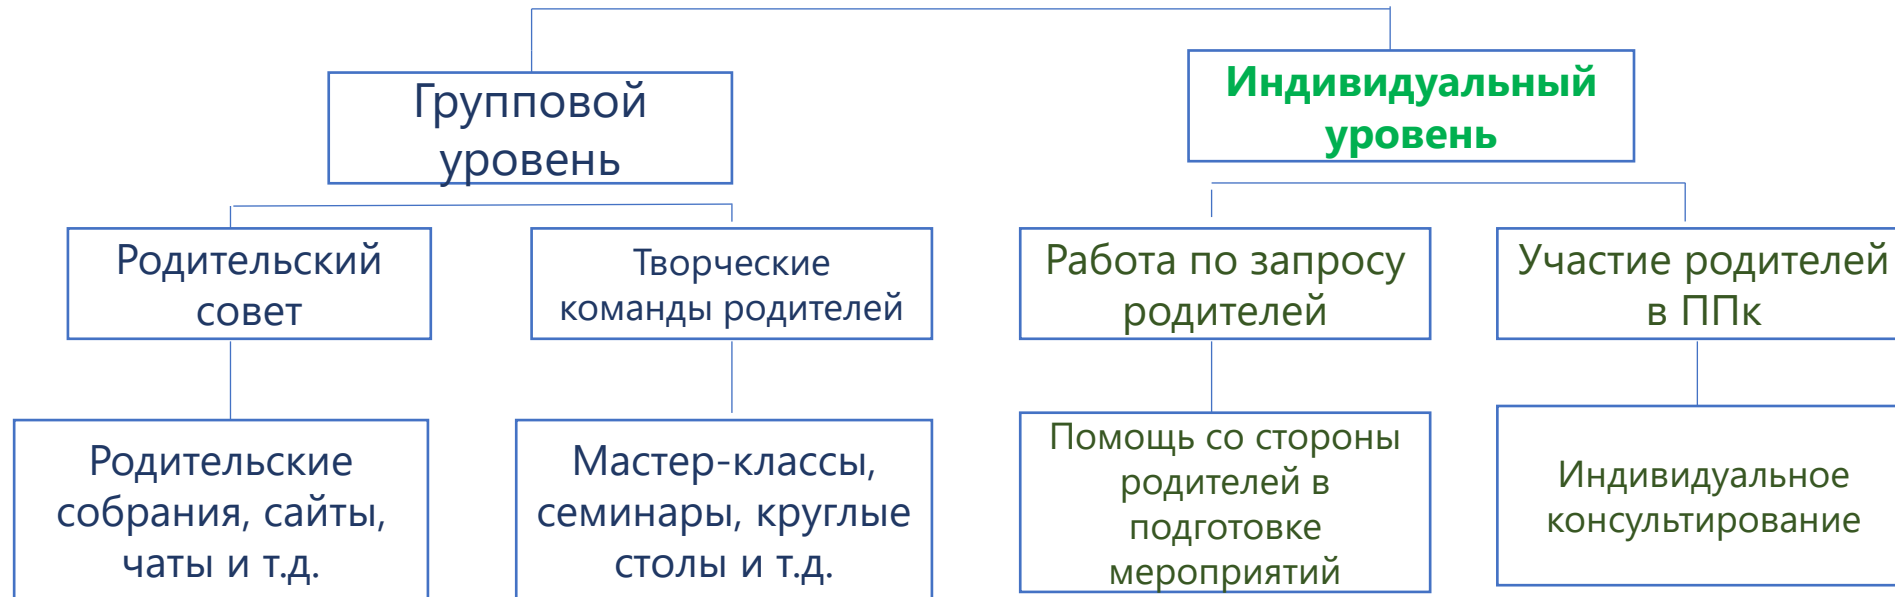 Групповой
уровень
Индивидуальный
уровень
Родительский
совет
Творческие
команды родителей
Работа по запросу
родителей
Участие родителей
в ППк
Родительские
собрания, сайты,
чаты и т.д.
Мастер-классы,
семинары, круглые
столы и т.д.
Помощь со стороны
родителей в
подготовке
мероприятий
Индивидуальное
консультирование